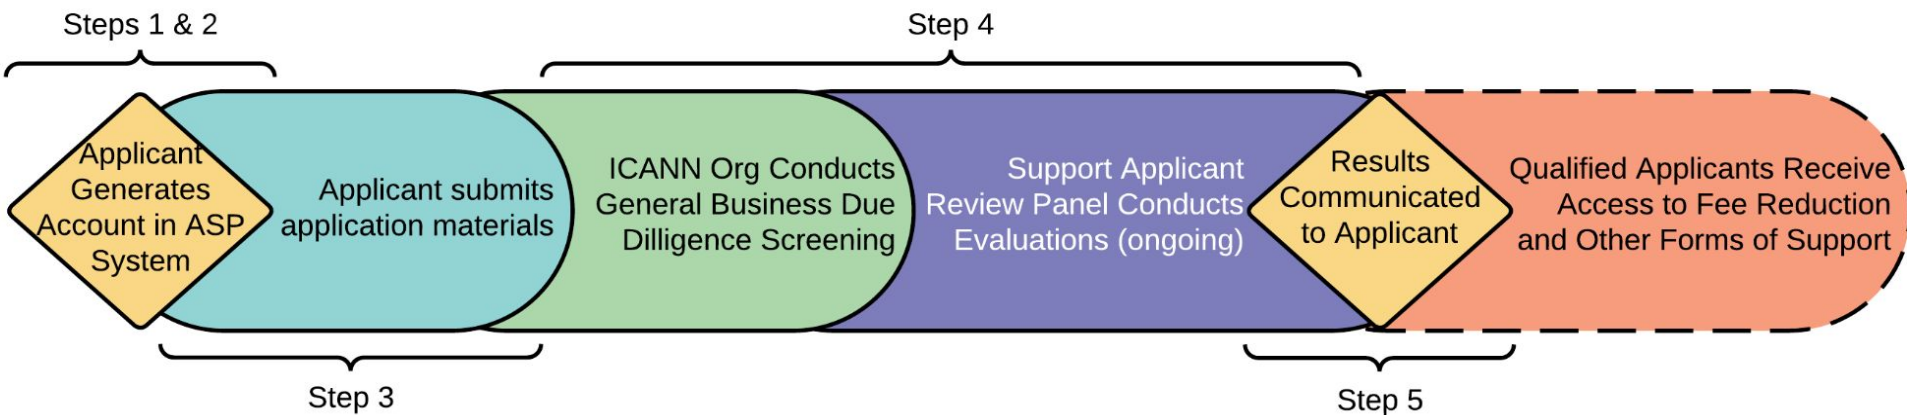 Steps 1 & 2
Step 4
Applicant
Generates
Account in ASP
System
Applicant submits
application materials
ICANN Org Conducts
General Business Due
Dilligence Screening
Support Applicant
Review Panel Conducts
Evaluations (ongoing)
Results
Communicated
to Applicant
Qualified Applicants Receive
Access to Fee Reduction
and Other Forms of Support
Step 3
Step 5